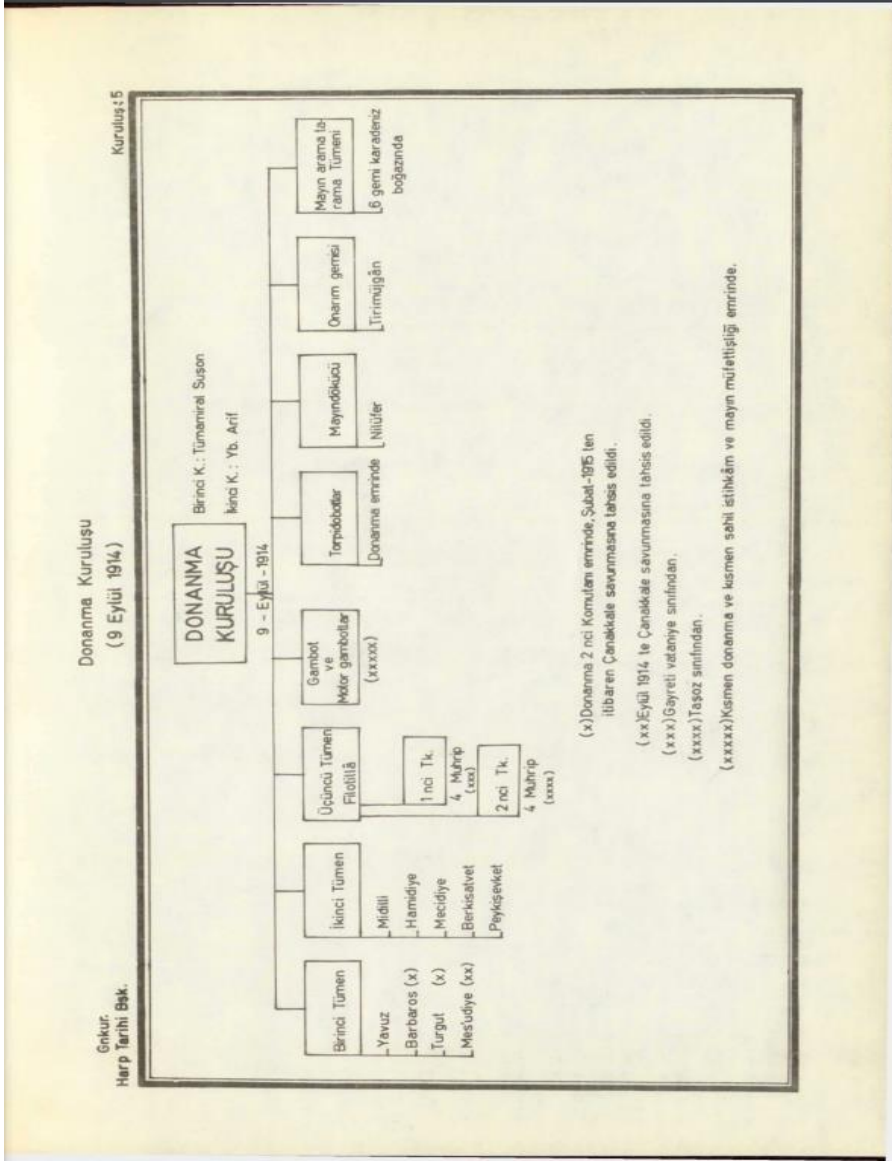 Gnkur.
Harp Tarihi Bşk.
Kuruluş: 5
Donanma Kuruluşu
(9 Eylül 1914)
DONANMA
KURULUŞU
Birinci K.: Tümamiral Suşon
İkinci K.: Yb. Arif
9 - Eylül - 1914
Birinci Tümen
Yavuz
Barbaros (x)
Turgut (x)
Mes'udiye (xx)
İkinci Tümen
Midilli
Hamidiye
Mecidiye
Berkisatvet
Peykişevket
Üçüncü Tümen
Filotillâ
1 nci Tk.
4 Muhrip
(xxx)
2 nci Tk.
4 Muhrip
(xxxx)
Gambot
ve
Motor gambotlar
(xxxxx)
Torpidobotlar
Donanma emrinde
Mayındökücü
Nilüfer
Onarım gemisi
Tirimüjgân
Mayın arama ta-
rama Tümeni
6 gemi karadeniz
boğazında
(x)Donanma 2 nci Komutanı emrinde, Şubat-1915 ten
itibaren Çanakkale savunmasına tahsis edildi.
(xx)Eylül 1914 te Çanakkale savunmasına tahsis edildi.
(xxx)Gayreti vataniye sınıfından.
(xxxx)Taşoz sınıfından.
(xxxxx)Kısmen donanma ve kısmen sahil istihkâm ve mayın müfettişliği emrinde.